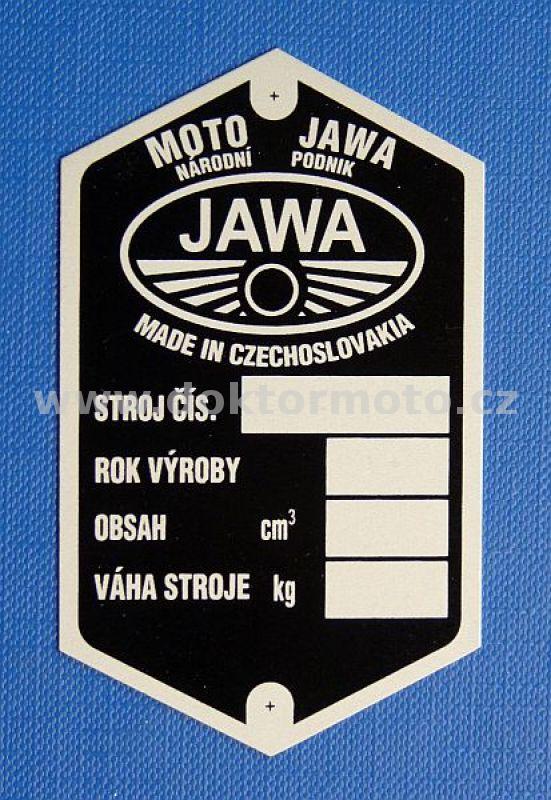 MOTO JAWA
NÁRODNÍ PODNIK
JAWA
MADE IN CZECHOSLOVAKIA
www.doktormoto.cz
STROJ ČÍS.
ROK VÝROBY
OBSAH cm³
VÁHA STROJE kg